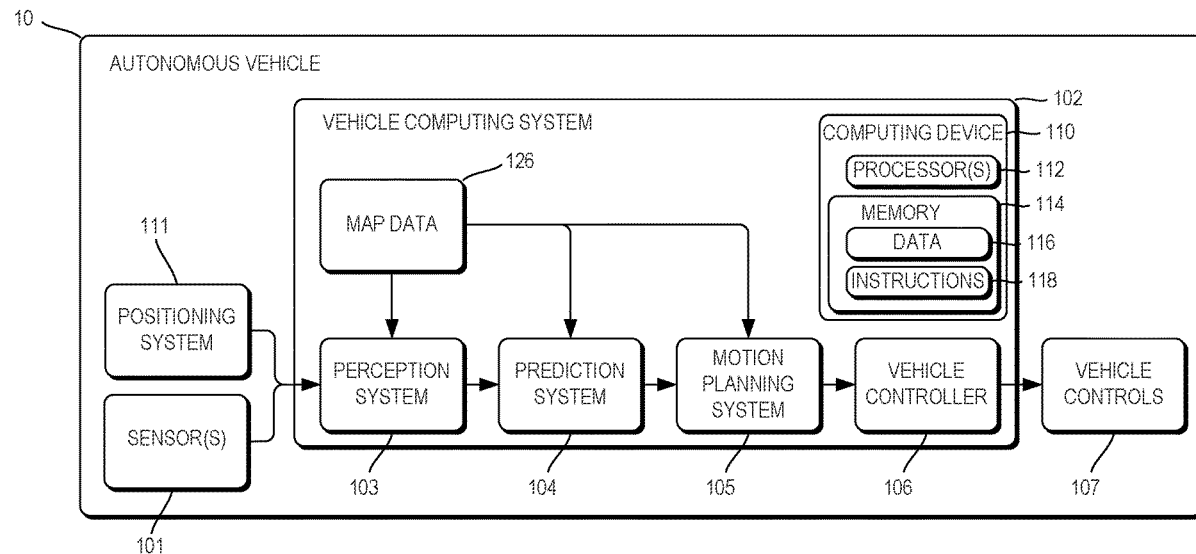 10
AUTONOMOUS VEHICLE
102
VEHICLE COMPUTING SYSTEM
COMPUTING DEVICE
110
126
PROCESSOR(S)
112
MAP DATA
MEMORY
114
111
DATA
116
INSTRUCTIONS
118
POSITIONING
SYSTEM
PERCEPTION
SYSTEM
PREDICTION
SYSTEM
MOTION
PLANNING
SYSTEM
VEHICLE
CONTROLLER
VEHICLE
CONTROLS
SENSOR(S)
103
104
105
106
107
101